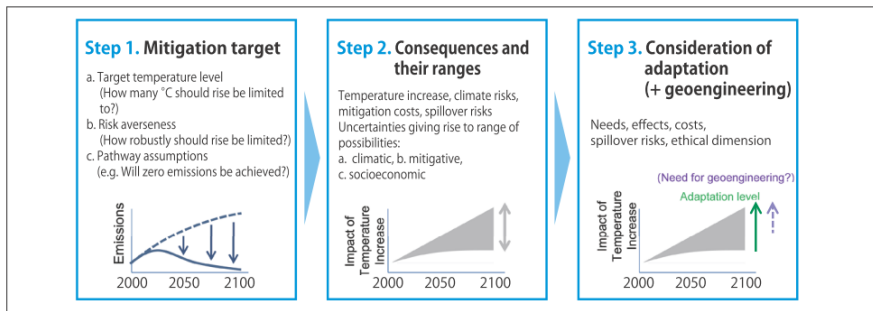 Step 1. Mitigation target
a. Target temperature level
(How many °C should rise be limited
to?)
b. Risk averseness
(How robustly should rise be limited?)
c. Pathway assumptions
(e.g. Will zero emissions be achieved?)
Emissions
2000 2050 2100
Step 2. Consequences and
their ranges
Temperature increase, climate risks,
mitigation costs, spillover risks
Uncertainties giving rise to range of
possibilities:
a. climatic, b. mitigative,
c. socioeconomic
Impact of
Temperature
Increase
2000 2050 2100
Step 3. Consideration of
adaptation
(+ geoengineering)
Needs, effects, costs,
spillover risks, ethical dimension
(Need for geoengineering?)
Adaptation level
Impact of
Temperature
Increase
2000 2050 2100